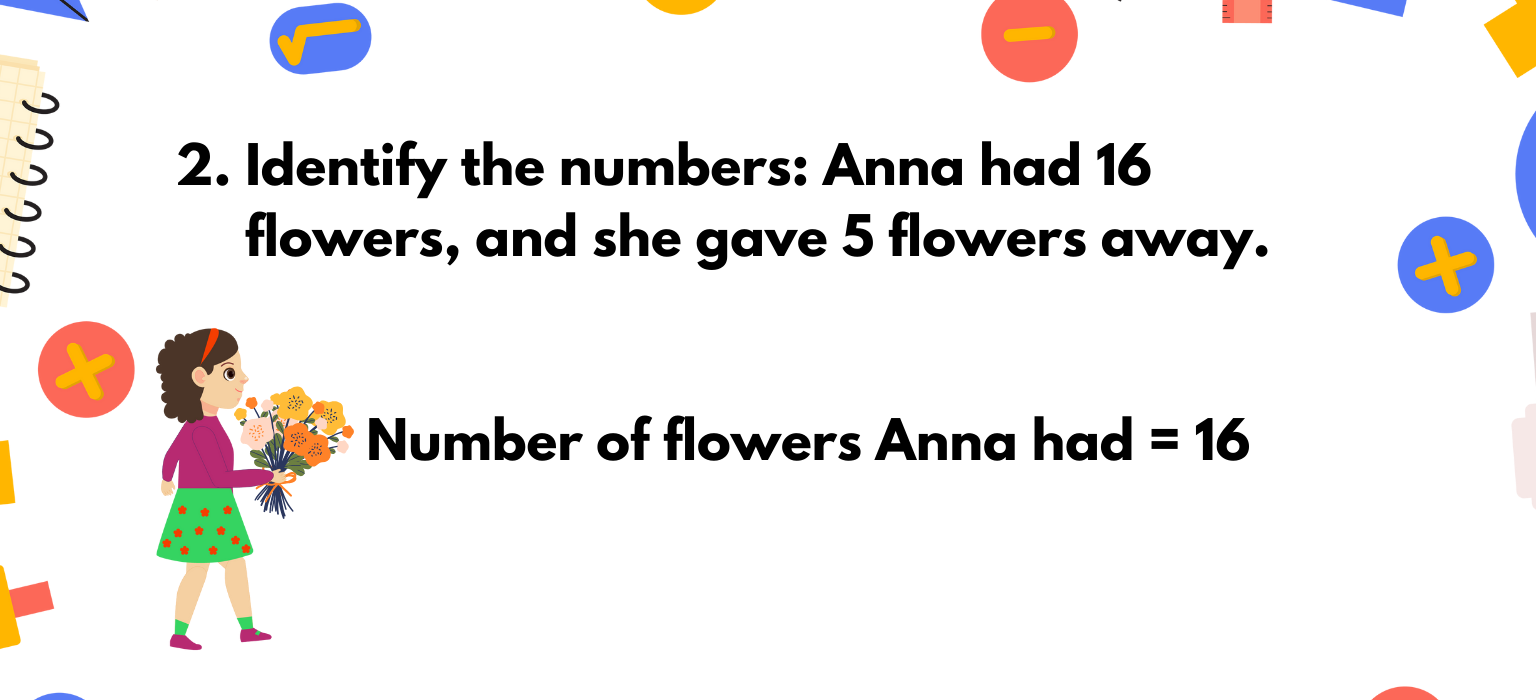 2. Identify the numbers: Anna had 16
flowers, and she gave 5 flowers away.
Number of flowers Anna had = 16